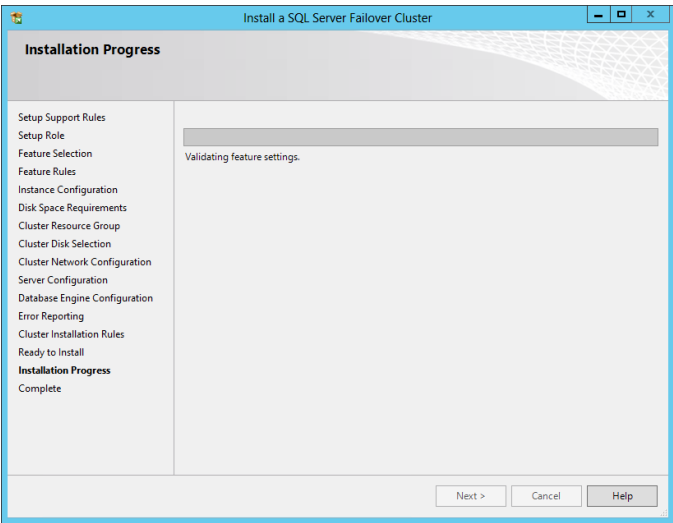 Install a SQL Server Failover Cluster
Installation Progress
Setup Support Rules
Setup Role
Feature Selection
Feature Rules
Instance Configuration
Disk Space Requirements
Cluster Resource Group
Cluster Disk Selection
Cluster Network Configuration
Server Configuration
Database Engine Configuration
Error Reporting
Cluster Installation Rules
Ready to Install
Installation Progress
Complete
Validating feature settings.
Next >
Cancel
Help